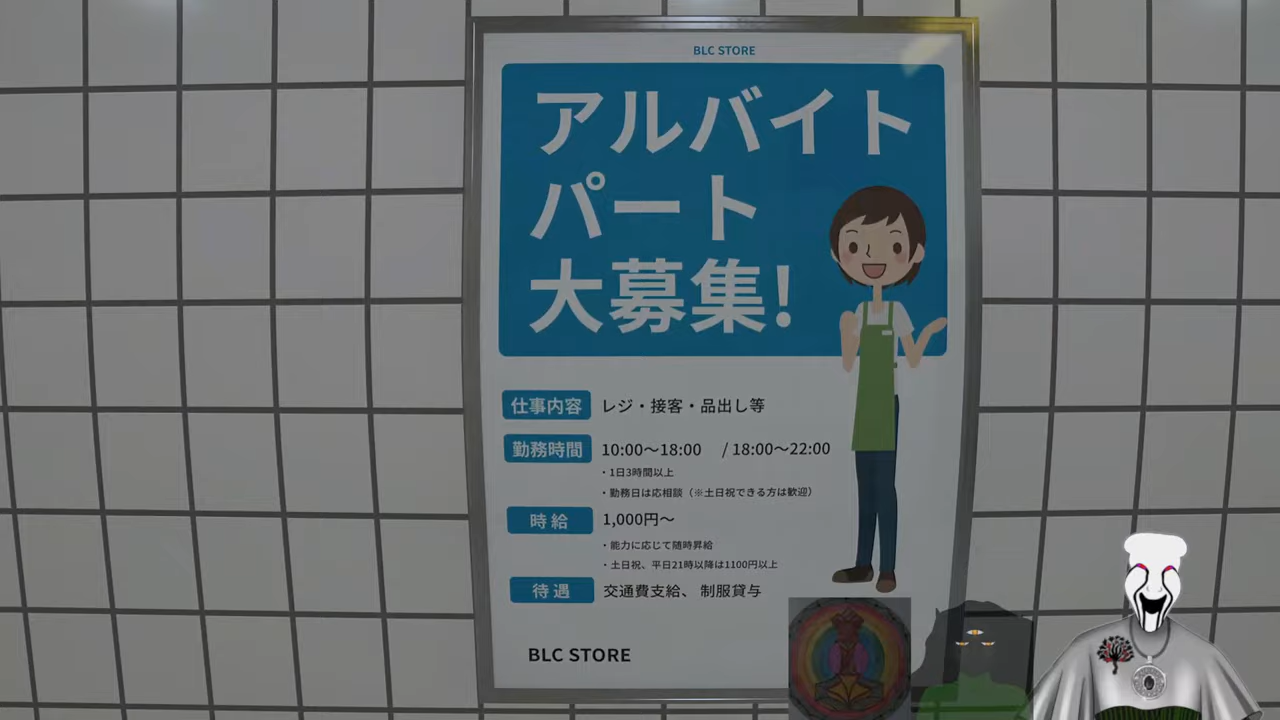 BLC STORE
アルバイト
パート
大募集!
仕事内容 レジ・接客・品出し等
勤務時間 10:00〜18:00 / 18:00〜22:00
・1日3時間以上
・勤務日は応相談(※土日祝できる方は歓迎)
時給 1,000円〜
・能力に応じて随時昇給
・土日祝、平日21時以降は1100円以上
待遇 交通費支給、 制服貸与
BLC STORE